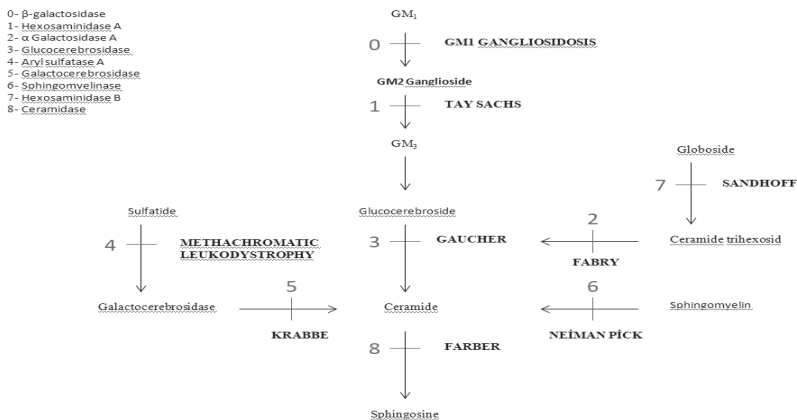 0- β-galactosidase
1- Hexosaminidase A
2- α Galactosidase A
3- Glucocerebrosidase
4- Aryl sulfatase A
5- Galactocerebrosidase
6- Sphingomyelinase
7- Hexosaminidase B
8- Ceramidase
GM₁
0 GM1 GANGLIOSIDOSIS
GM2 Ganglioside
1 TAY SACHS
GM₃
Globoside
7 SANDHOFF
Sulfatide
Glucocerebroside
2
Ceramide trihexosid
4 METHACHROMATIC
LEUKODYSTROPHY
3 GAUCHER
FABRY
5
6
Galactocerebrosidase
Ceramide
Sphingomyelin
KRABBE
NEİMAN PİCK
8 FARBER
Sphingosine